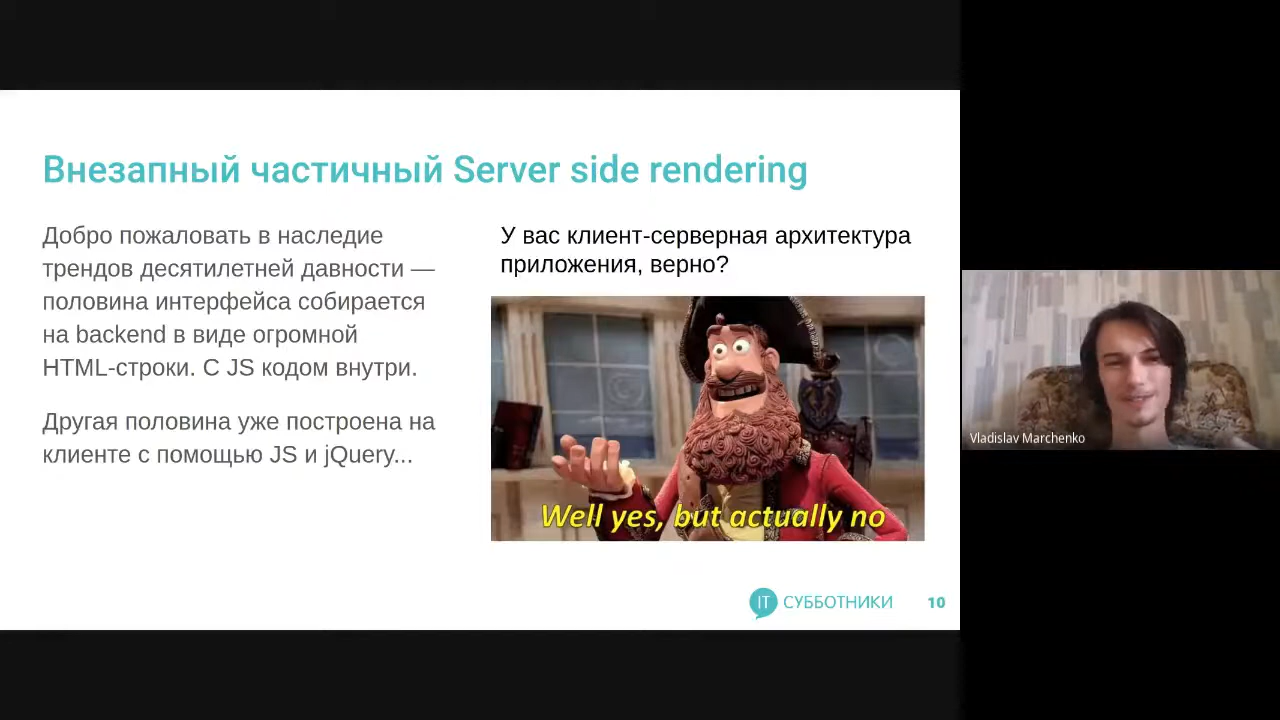 Внезапный частичный Server side rendering
Добро пожаловать в наследие
трендов десятилетней давности —
половина интерфейса собирается
на backend в виде огромной
HTML-строки. С JS кодом внутри.
Другая половина уже построена на
клиенте с помощью JS и jQuery...
У вас клиент-серверная архитектура
приложения, верно?
Well yes, but actually no
IT СУББОТНИКИ
10
Vladislav Marchenko